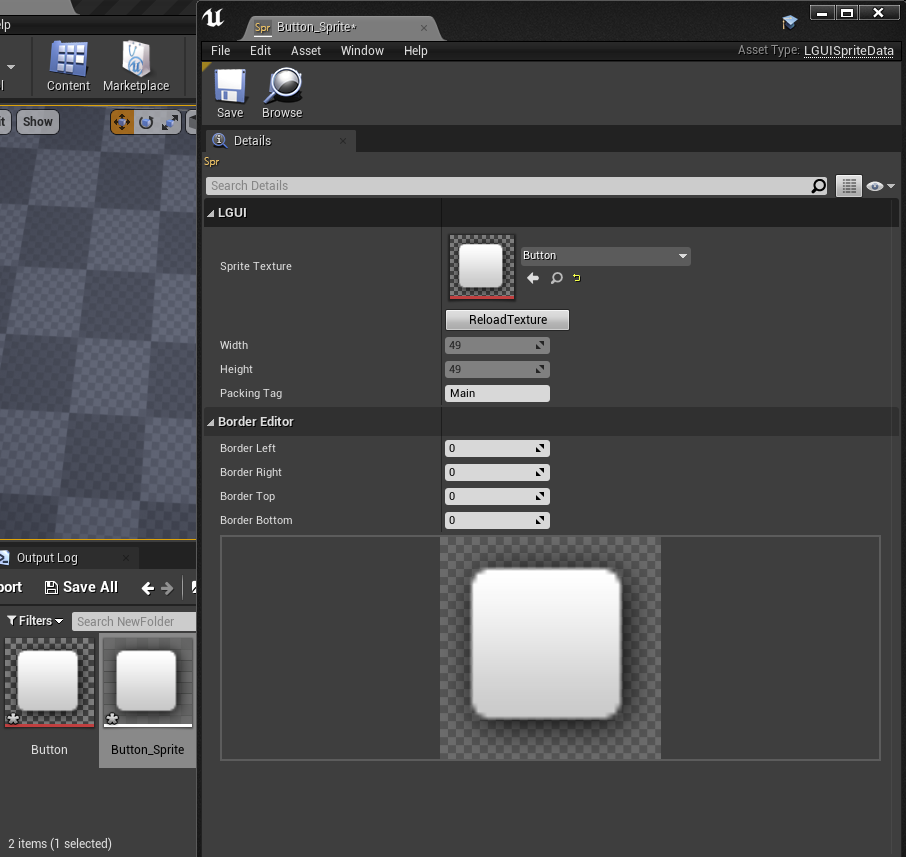 Button_Sprite*
lp
File Edit Asset Window Help
Asset Type: LGUISpriteData
l
Content
Marketplace
Save
Browse
it
Show
Details
Spr
Spr
Search Details
LGUI
Sprite Texture
Button
ReloadTexture
Width
49
Height
49
Packing Tag
Main
Border Editor
Border Left
0
Border Right
0
Border Top
0
Border Bottom
0
Output Log
port
Save All
Filters
Search NewFolder
Button
Button_Sprite
2 items (1 selected)